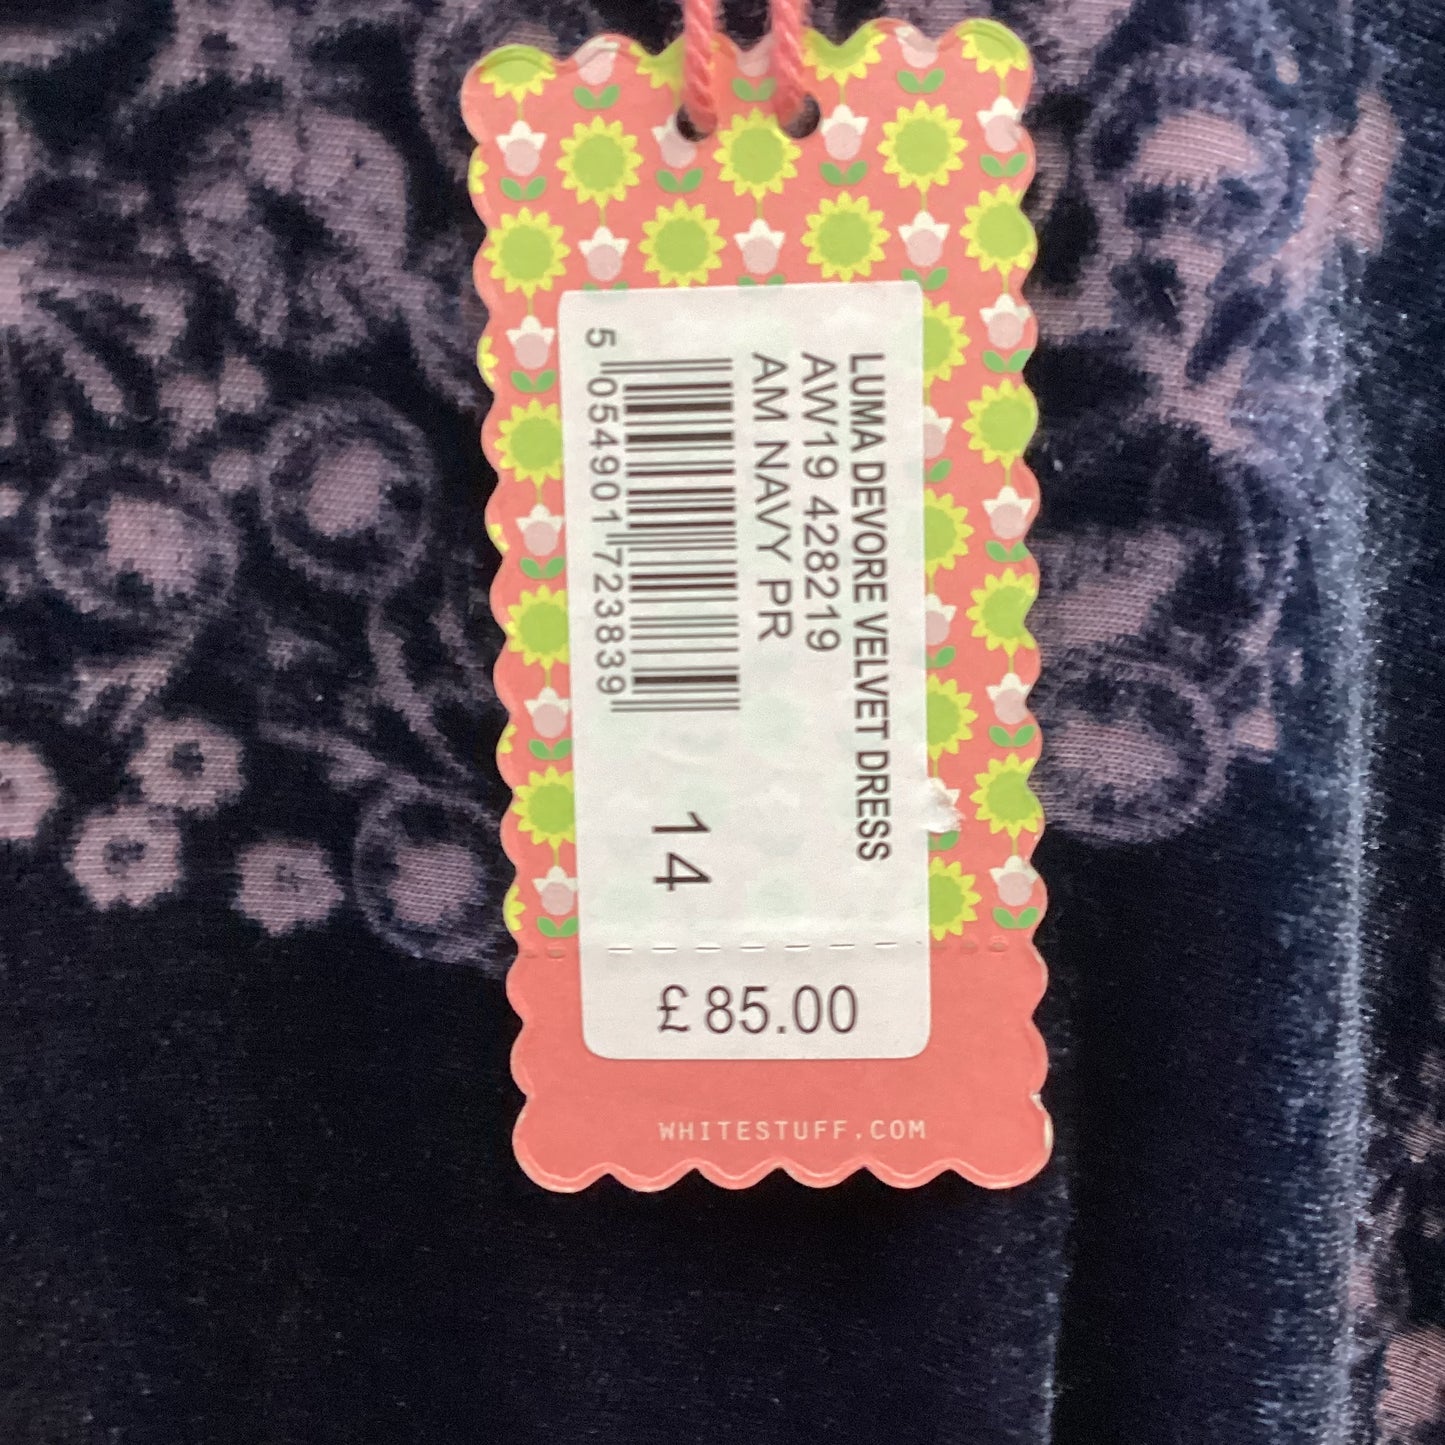 LUMA DEVORE VELVET DRESS
AW19 428219
AM NAVY PR
5 054901 723839
14
£85.00
WHITESTUFF.COM